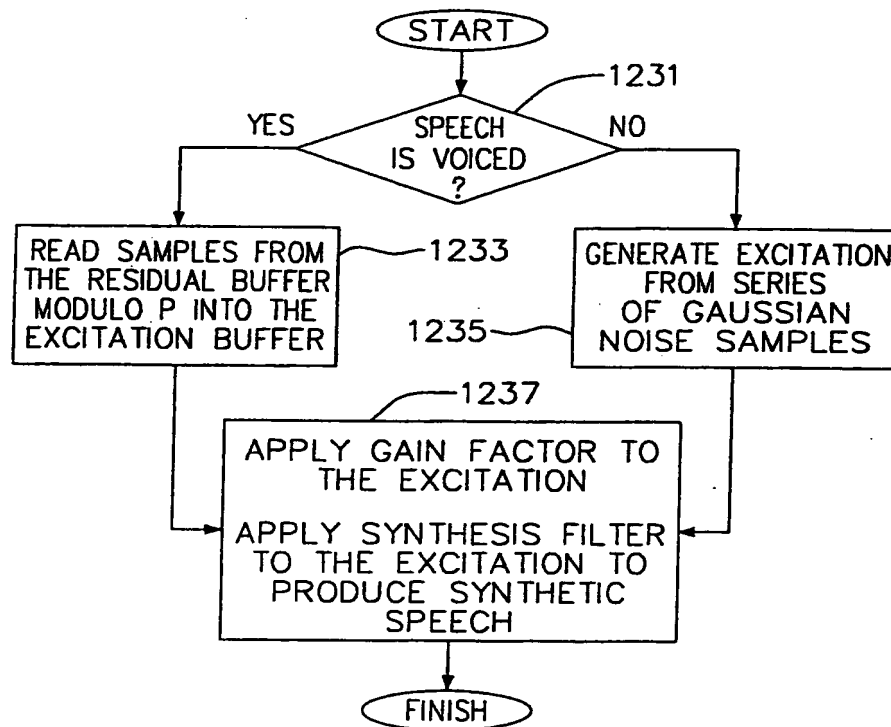 START
1231
YES
SPEECH
IS VOICED
?
NO
READ SAMPLES FROM
THE RESIDUAL BUFFER
MODULO P INTO THE
EXCITATION BUFFER
1233
GENERATE EXCITATION
FROM SERIES
OF GAUSSIAN
NOISE SAMPLES
1235
1237
APPLY GAIN FACTOR TO
THE EXCITATION
APPLY SYNTHESIS FILTER
TO THE EXCITATION TO
PRODUCE SYNTHETIC
SPEECH
FINISH